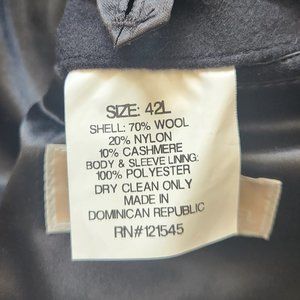 SIZE: 42L
SHELL: 70% WOOL
20% NYLON
10% CASHMERE
BODY & SLEEVE LINING:
100% POLYESTER
DRY CLEAN ONLY
MADE IN
DOMINICAN REPUBLIC
RN#121545